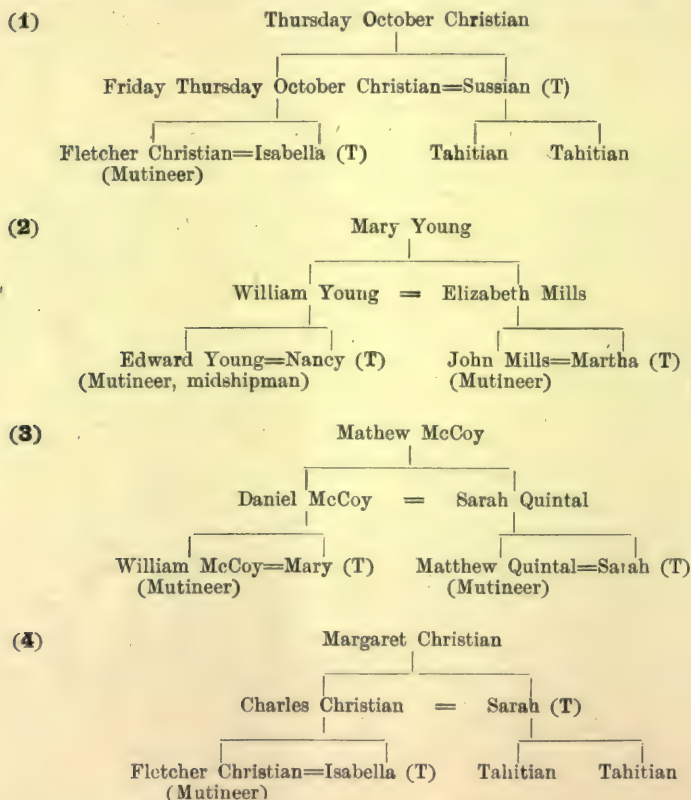 (1) Thursday October Christian
Friday Thursday October Christian=Sussian (T)
Fletcher Christian=Isabella (T) Tahitian Tahitian
(Mutineer)
(2) Mary Young
William Young = Elizabeth Mills
Edward Young=Nancy (T) John Mills=Martha (T)
(Mutineer, midshipman) (Mutineer)
(3) Mathew McCoy
Daniel McCoy = Sarah Quintal
William McCoy=Mary (T) Matthew Quintal=Sarah (T)
(Mutineer) (Mutineer)
(4) Margaret Christian
Charles Christian = Sarah (T)
Fletcher Christian=Isabella (T) Tahitian Tahitian
(Mutineer)